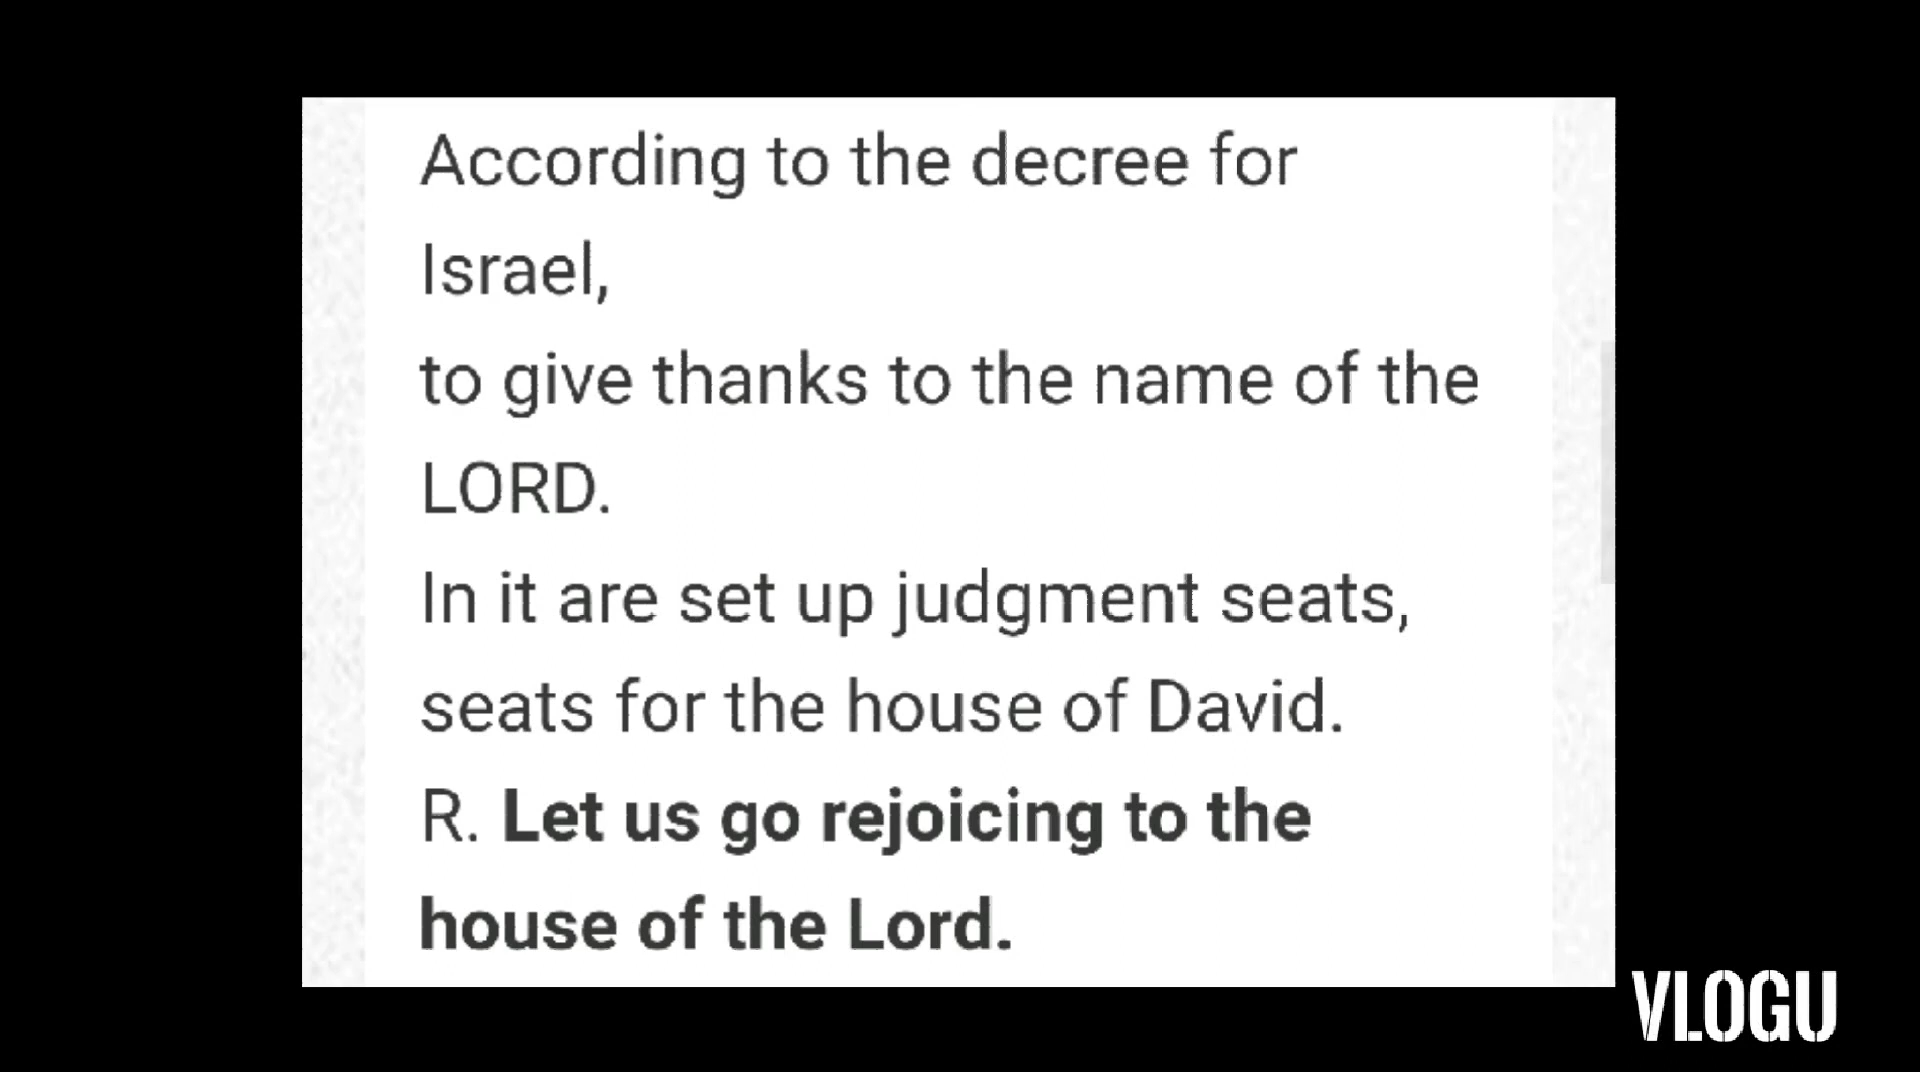 According to the decree for
Israel,
to give thanks to the name of the
LORD.
In it are set up judgment seats,
seats for the house of David.
R. Let us go rejoicing to the
house of the Lord.
VLOGU